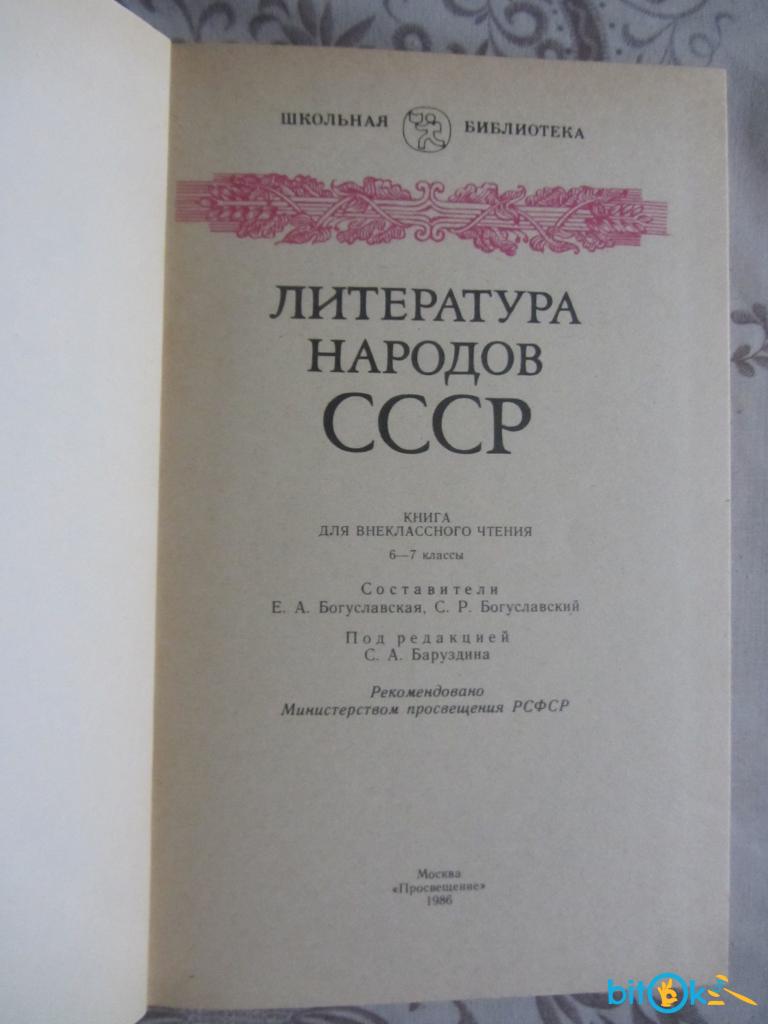 ШКОЛЬНАЯ БИБЛИОТЕКА
ЛИТЕРАТУРА
НАРОДОВ
СССР
КНИГА
ДЛЯ ВНЕКЛАССНОГО ЧТЕНИЯ
6—7 классы
Составители
Е. А. Богуславская, С. Р. Богуславский
Под редакцией
С. А. Баруздина
Рекомендовано
Министерством просвещения РСФСР
Москва
«Просвещение»
1986
bitOk